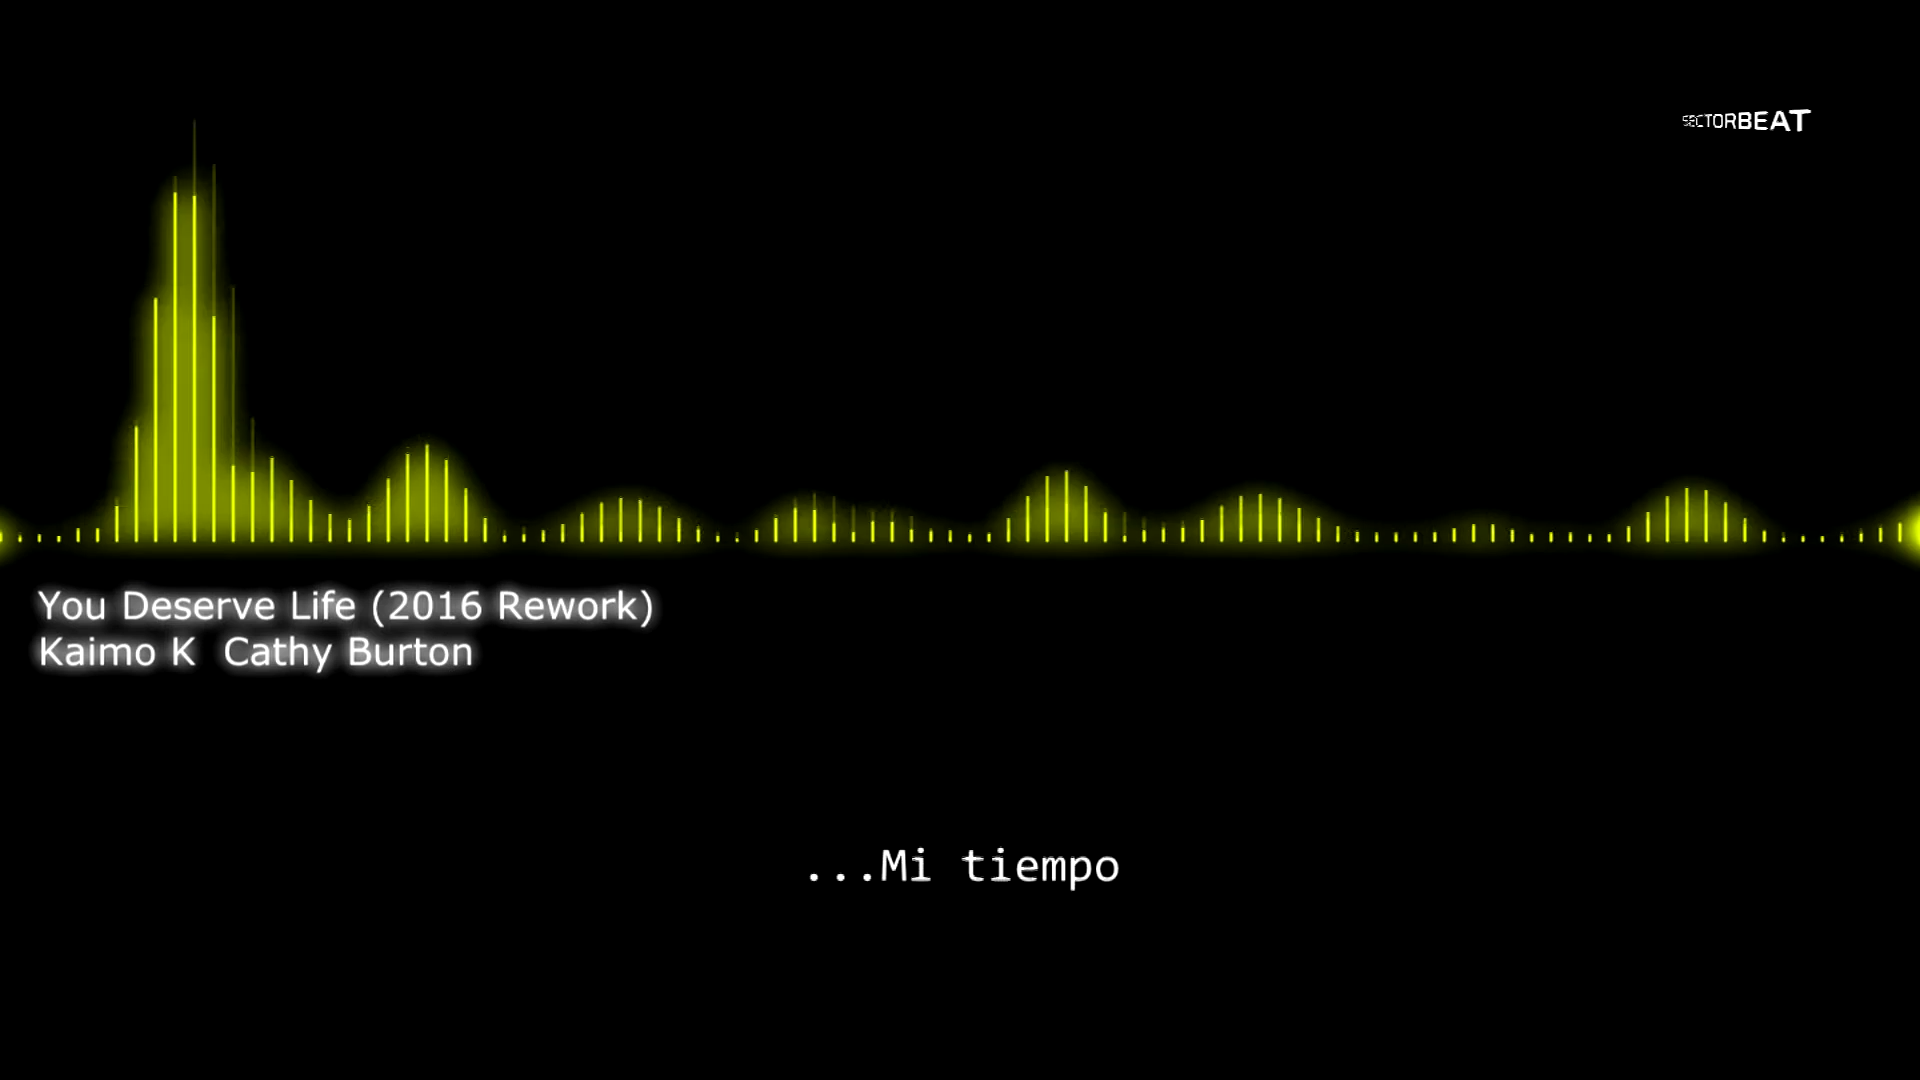 SECTORBEAT
You Deserve Life (2016 Rework)
Kaimo K  Cathy Burton
...Mi tiempo